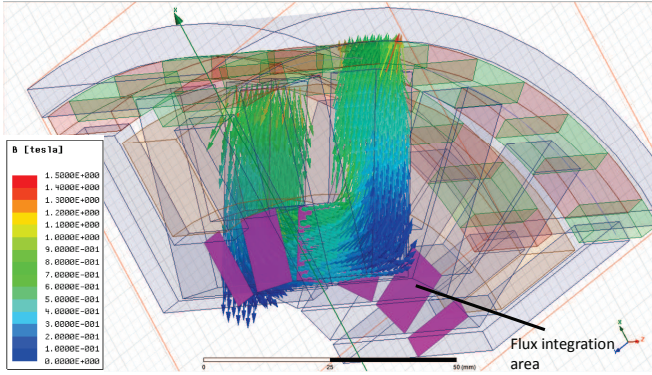 X
B [tesla]
1.5000E+000
1.4000E+000
1.3000E+000
1.2000E+000
1.1000E+000
1.0000E+000
9.0000E-001
8.0000E-001
7.0000E-001
6.0000E-001
5.0000E-001
4.0000E-001
3.0000E-001
2.0000E-001
1.0000E-001
0.0000E+000
Flux integration
area
X
Z
0
25
50 (mm)